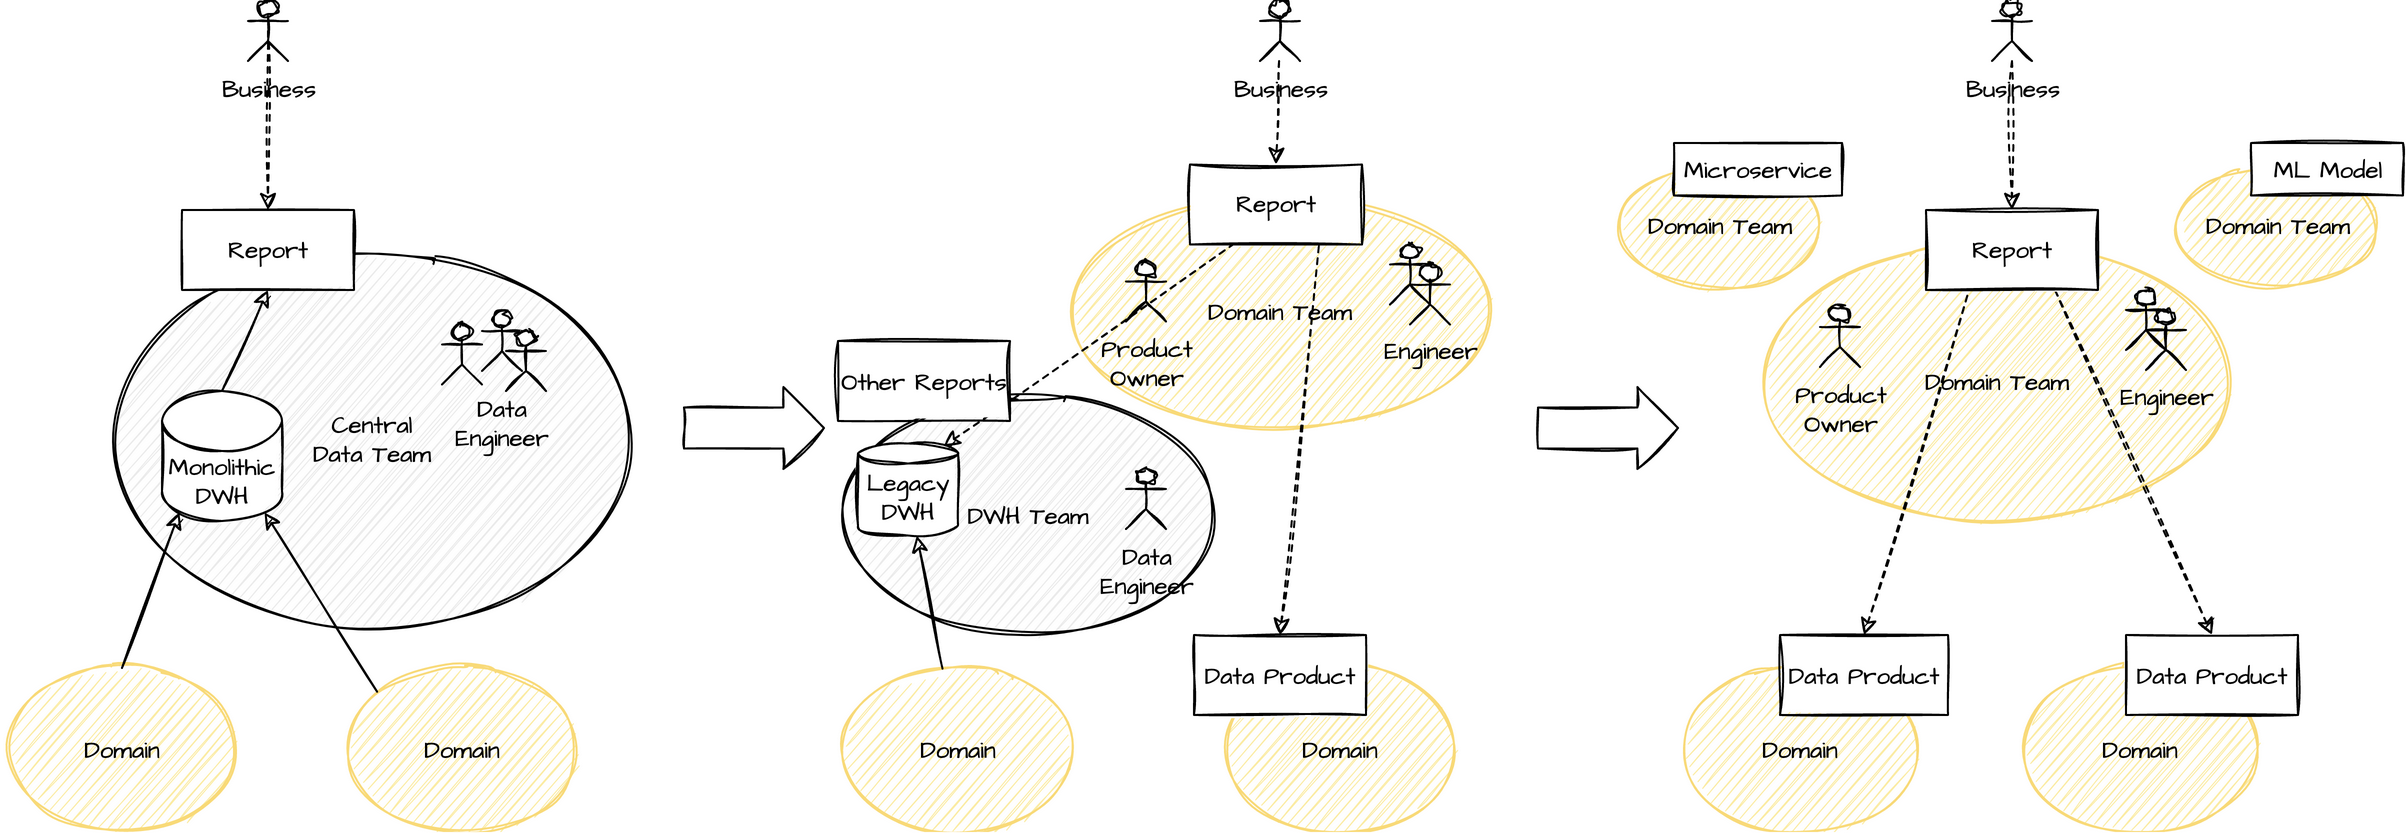 Business
Report
Central
Data Team
Data
Engineer
Monolithic
DWH
Domain
Domain
Business
Report
Domain Team
Product
Owner
Engineer
Other Reports
Legacy
DWH
DWH Team
Data
Engineer
Data Product
Domain
Domain
Business
Microservice
Domain Team
ML Model
Domain Team
Report
Domain Team
Product
Owner
Engineer
Data Product
Domain
Data Product
Domain